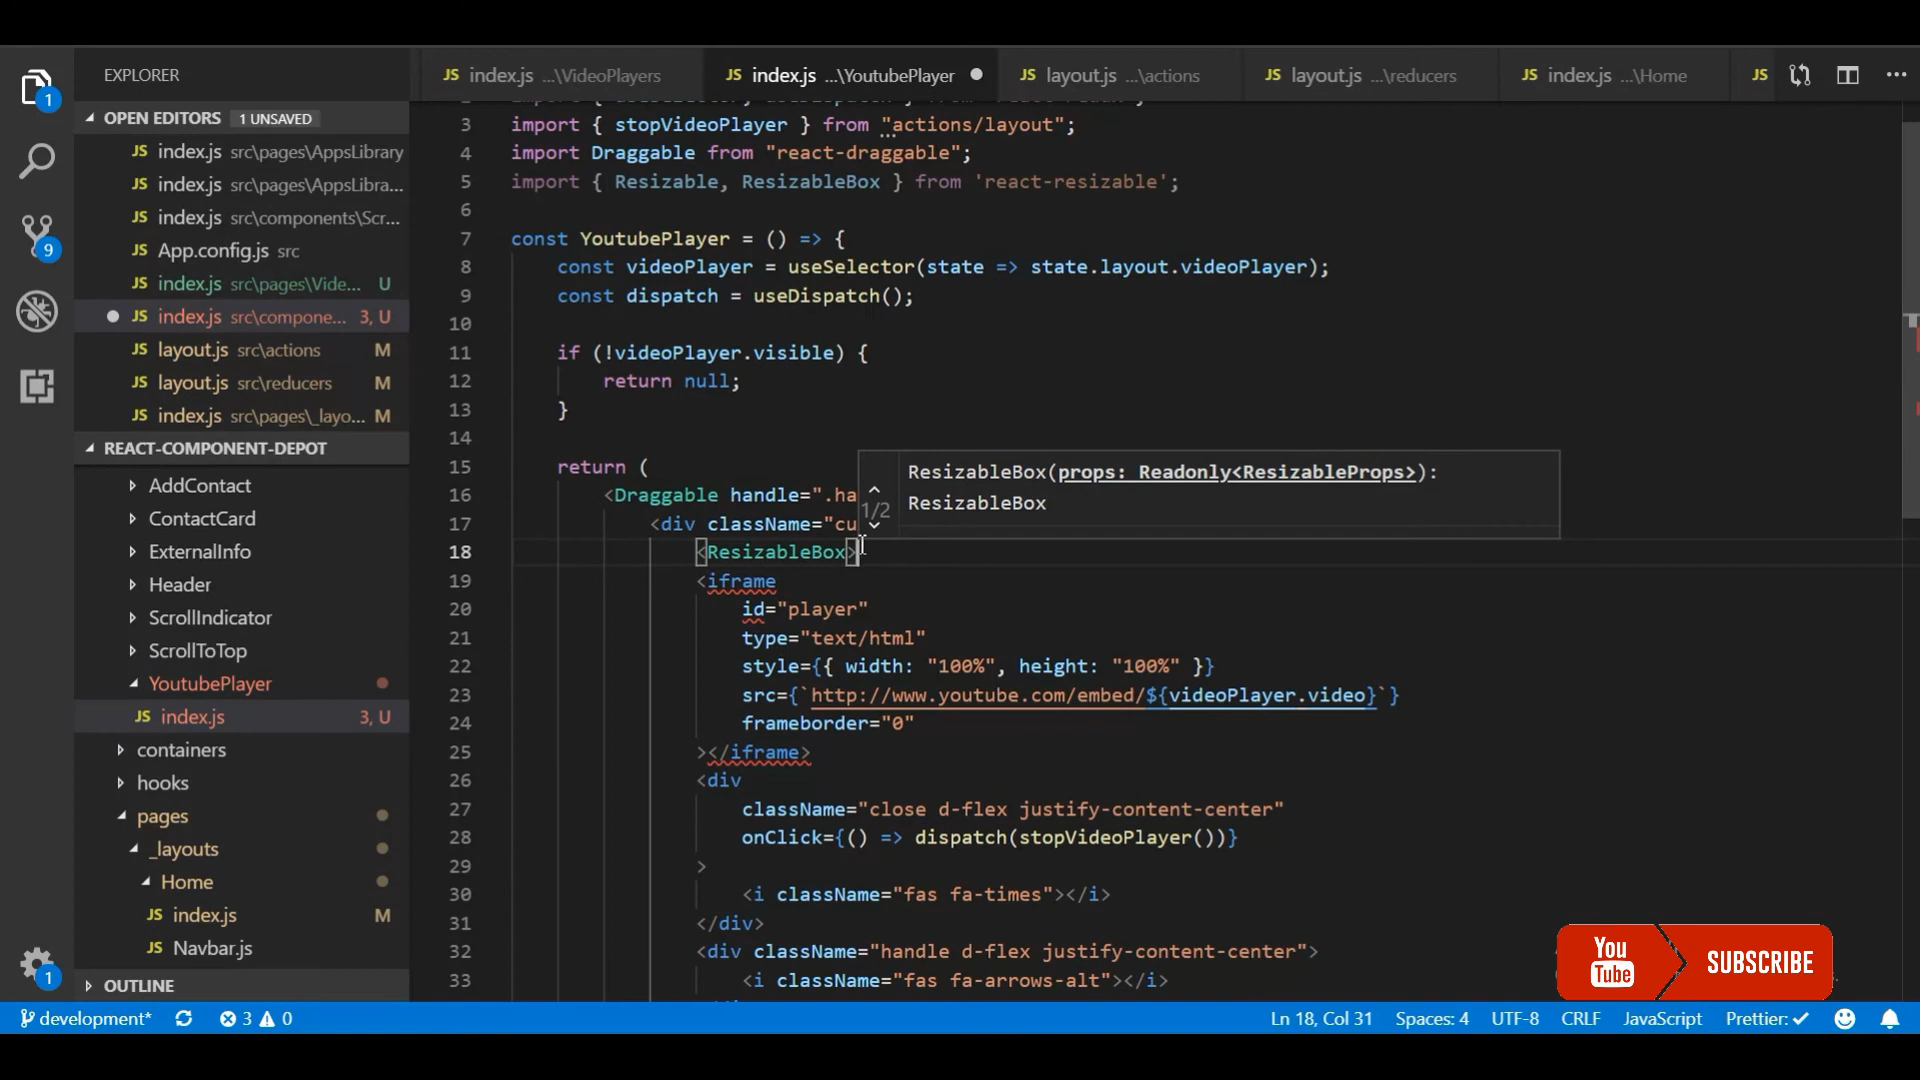 EXPLORER
JS index.js ...\VideoPlayers
JS index.js ...\YoutubePlayer
JS layout.js ...\actions
JS layout.js ...\reducers
JS index.js ...\Home
JS
1
OPEN EDITORS 1 UNSAVED
JS index.js src\pages\AppsLibrary
JS index.js src\pages\AppsLibra...
JS index.js src\components\Scr...
JS App.config.js src
JS index.js src\pages\Vide... U
JS index.js src\compone... 3, U
JS layout.js src\actions M
JS layout.js src\reducers M
JS index.js src\pages\_layo... M
9
REACT-COMPONENT-DEPOT
AddContact
ContactCard
ExternalInfo
Header
ScrollIndicator
ScrollToTop
YoutubePlayer
JS index.js 3, U
containers
hooks
pages
_layouts
Home
JS index.js M
JS Navbar.js
OUTLINE
1
3 import { stopVideoPlayer } from "actions/layout";
4 import Draggable from "react-draggable";
5 import { Resizable, ResizableBox } from 'react-resizable';
6
7 const YoutubePlayer = () => {
8 const videoPlayer = useSelector(state => state.layout.videoPlayer);
9 const dispatch = useDispatch();
10
11 if (!videoPlayer.visible) {
12 return null;
13 }
14
15 return (
16 <Draggable handle=".ha
17 <div className="cu
18 <ResizableBox>
19 <iframe
20 id="player"
21 type="text/html"
22 style={{ width: "100%", height: "100%" }}
23 src={`http://www.youtube.com/embed/${videoPlayer.video}`}
24 frameborder="0"
25 ></iframe>
26 <div
27 className="close d-flex justify-content-center"
28 onClick={() => dispatch(stopVideoPlayer())}
29 >
30 <i className="fas fa-times"></i>
31 </div>
32 <div className="handle d-flex justify-content-center">
33 <i className="fas fa-arrows-alt"></i>
1/2
ResizableBox(props: Readonly<ResizableProps>):
ResizableBox
You
Tube
SUBSCRIBE
development* 3 0 Ln 18, Col 31 Spaces: 4 UTF-8 CRLF JavaScript Prettier: ✓